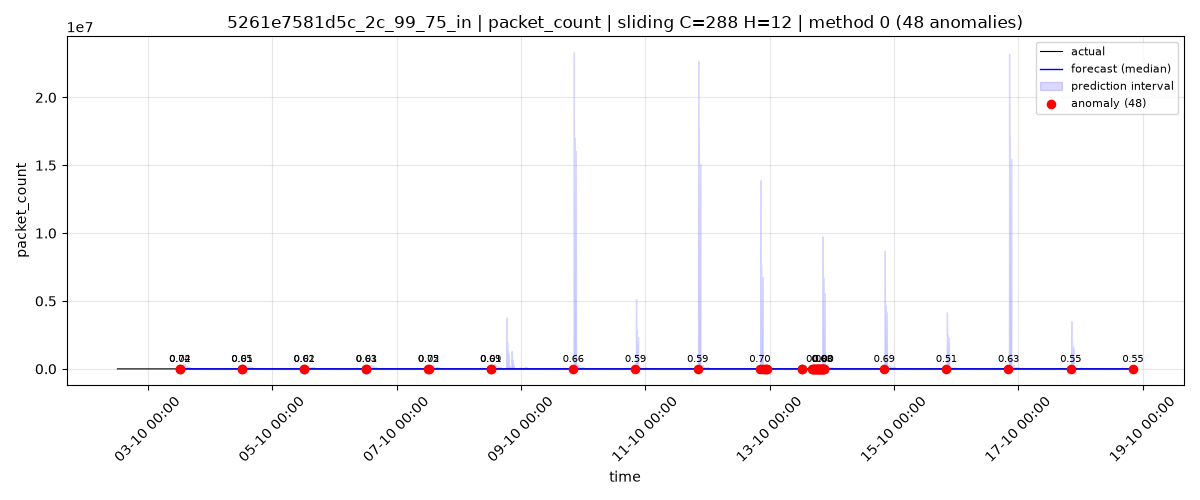 5261e7581d5c_2c_99_75_in | packet_count | sliding C=288 H=12 | method 0 (48 anomalies)
1e7
actual
forecast (median)
prediction interval
anomaly (48)
packet_count
2.0
1.5
1.0
0.5
0.0
0.66 0.59 0.59 0.70 0.69 0.51 0.63 0.55 0.55
03-10 00:00
05-10 00:00
07-10 00:00
09-10 00:00
11-10 00:00
13-10 00:00
15-10 00:00
17-10 00:00
19-10 00:00
time